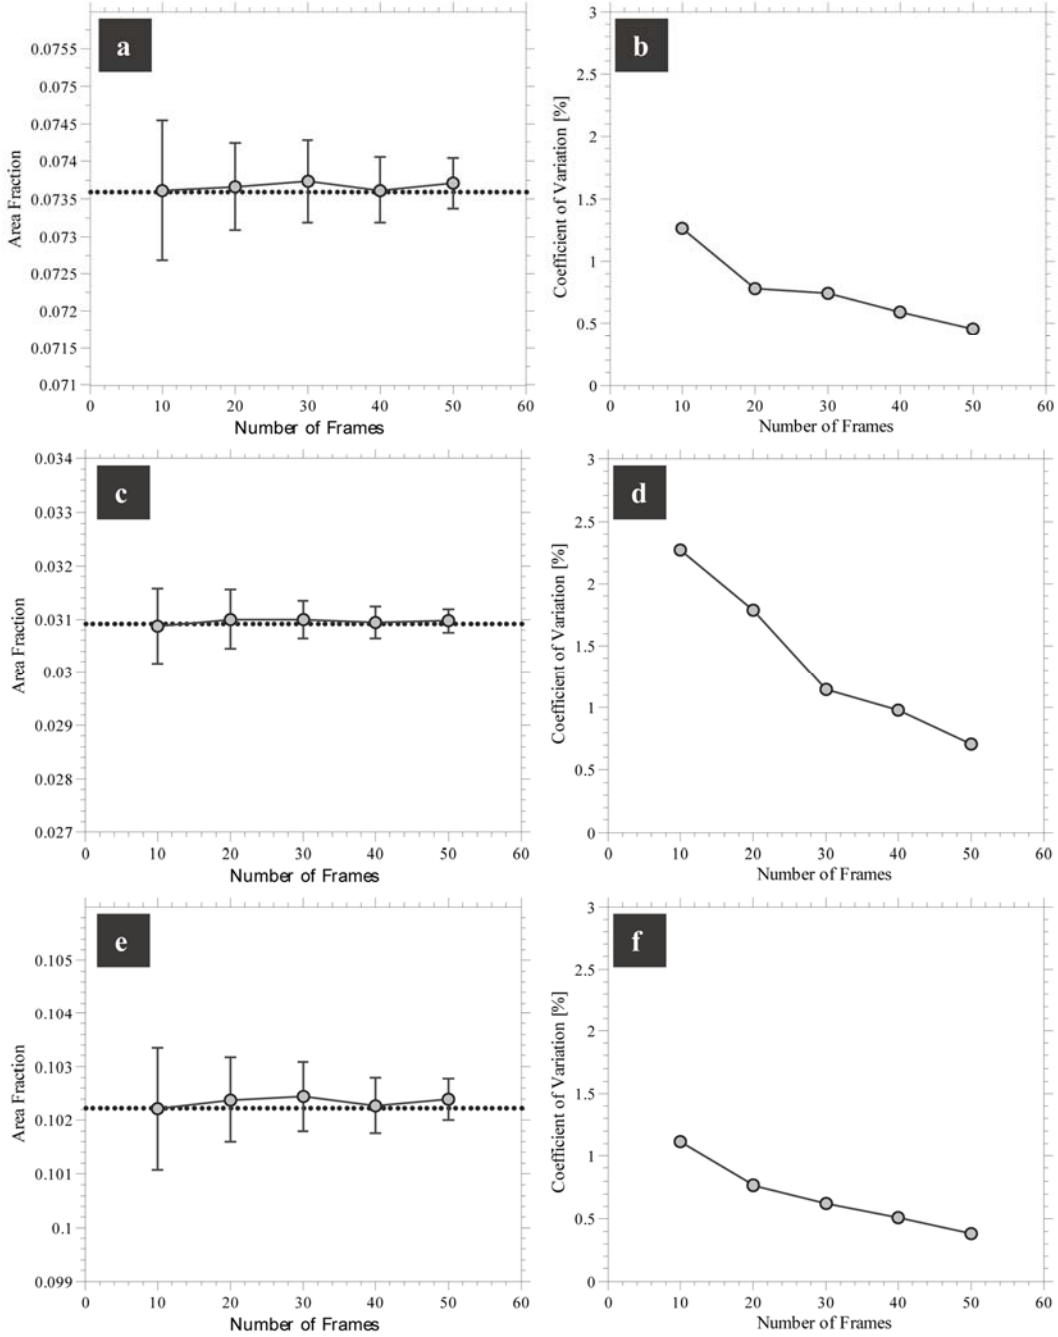 a
0.0755
0.075
0.0745
0.074
0.0735
0.073
0.0725
0.072
0.0715
0.071
Area Fraction
0 10 20 30 40 50 60
Number of Frames
b
3
2.5
2
1.5
1
0.5
0
Coefficient of Variation [%]
0 10 20 30 40 50 60
Number of Frames
c
0.034
0.033
0.032
0.031
0.03
0.029
0.028
0.027
Area Fraction
0 10 20 30 40 50 60
Number of Frames
d
3
2.5
2
1.5
1
0.5
0
Coefficient of Variation [%]
0 10 20 30 40 50 60
Number of Frames
e
0.105
0.104
0.103
0.102
0.101
0.1
0.099
Area Fraction
0 10 20 30 40 50 60
Number of Frames
f
3
2.5
2
1.5
1
0.5
0
Coefficient of Variation [%]
0 10 20 30 40 50 60
Number of Frames